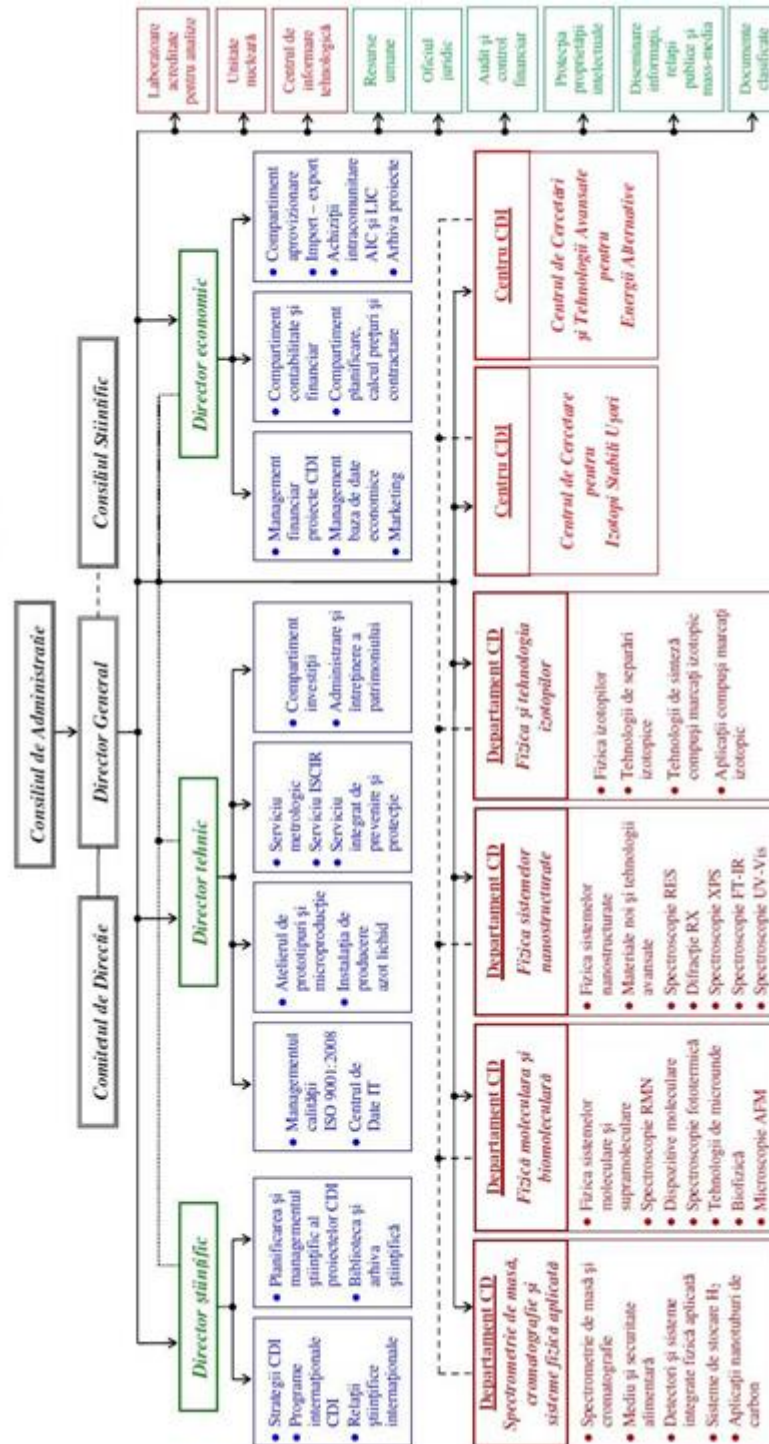 Consiliul de Administratie
Comitetul de Directie
Director General
Consiliul Stiintific
Director științific
Director tehnic
Director economic
● Strategii CDI
● Programe
internaționale
CDI
● Relații
științifice
internaționale
● Planificarea și
managementul
științific al
proiectelor CDI
● Biblioteca și
arhiva
științifică
● Managementul
calității
ISO 9001:2008
● Centrul de
Date IT
● Atelierul de
prototipuri și
microproducție
● Instalația de
producere
azot lichid
● Serviciu
metrologic
● Serviciu ISCIR
● Serviciu
integrat de
prevenire și
protecție
● Compartiment
investiții
● Administrare și
întreținere a
patrimoniului
● Management
financiar
proiecte CDI
● Management
baza de date
economice
● Marketing
● Compartiment
contabilitate și
financiar
● Compartiment
planificare,
calcul prețuri și
contractare
● Compartiment
aprovizionare
● Import – export
● Achiziții
intracomunitare
AIC și LIC
● Arhiva proiecte
Departament CD
Spectrometrie de masă,
cromatografie și
sisteme fizică aplicată
● Spectrometrie de masă și
cromatografie
● Mediu și securitate
alimentară
● Detectori și sisteme
integrate fizică aplicată
● Sisteme de stocare H₂
● Aplicații nanotuburi de
carbon
Departament CD
Fizică moleculara și
biomoleculară
● Fizica sistemelor
moleculare și
supramoleculare
● Spectroscopie RMN
● Dispozitive moleculare
● Spectroscopie fototermică
● Tehnologii de microunde
● Biofizică
● Microscopie AFM
Departament CD
Fizica sistemelor
nanostructurate
● Fizica sistemelor
nanostructurate
● Materiale noi și tehnologii
avansate
● Spectroscopie RES
● Difracție RX
● Spectroscopie XPS
● Spectroscopie FT-IR
● Spectroscopie UV-Vis
Departament CD
Fizica și tehnologia
izotopilor
● Fizica izotopilor
● Tehnologii de separări
izotopice
● Tehnologii de sinteză
compuși marcați izotopic
● Aplicații compuși marcați
izotopic
Centru CDI
Centrul de Cercetare
pentru
Izotopi Stabili Ușori
Centru CDI
Centrul de Cercetări
și Tehnologii Avansate
pentru
Energii Alternative
Laboratoare
acreditate
pentru analize
Unitate
nucleară
Centrul de
informare
tehnologică
Resurse
umane
Oficiul
juridic
Audit și
control
financiar
Protecția
proprietății
intelectuale
Diseminare
informații,
relații
publice și
mass-media
Documente
clasificate